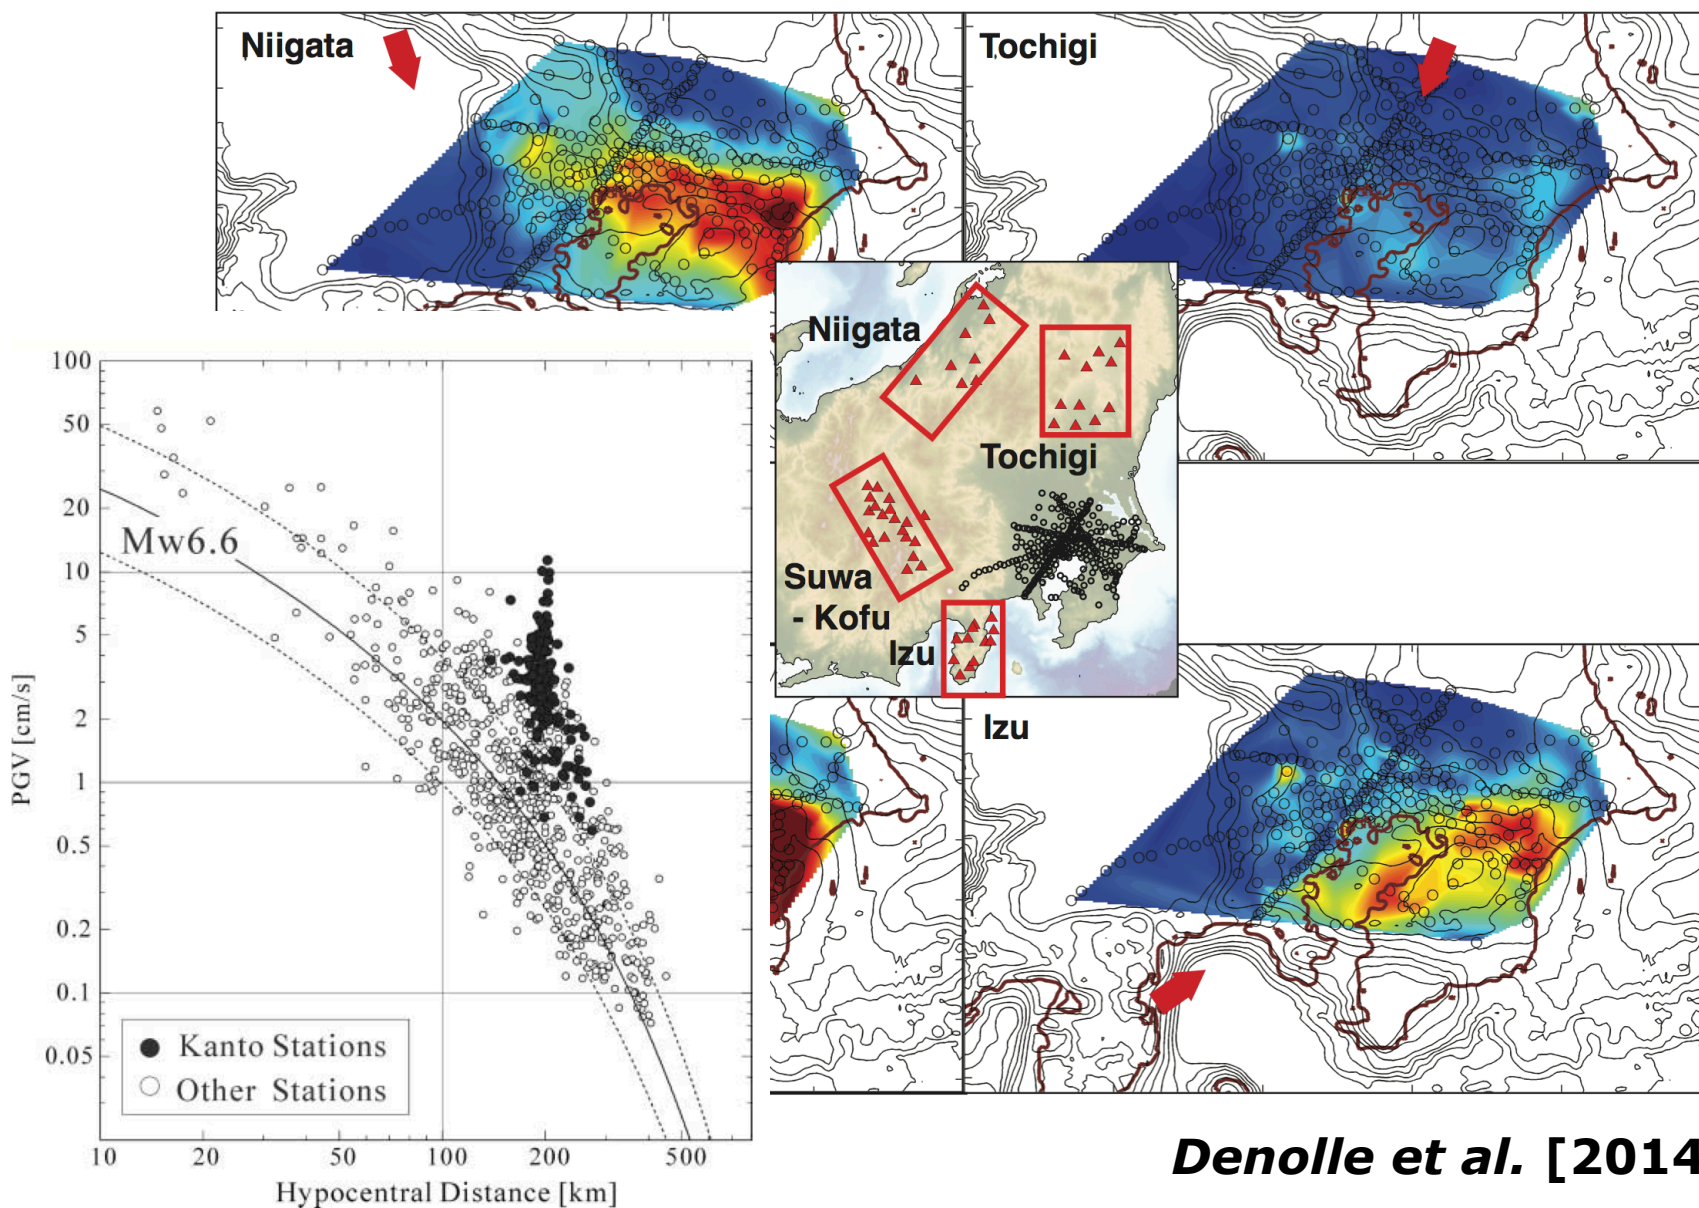 Niigata
Tochigi
Niigata
Tochigi
Suwa
- Kofu
Izu
Izu
100
50
20
10
5
2
1
0.5
0.2
0.1
0.05
PGV [cm/s]
Mw6.6
Kanto Stations
Other Stations
10 20 50 100 200 500
Hypocentral Distance [km]
Denolle et al. [2014